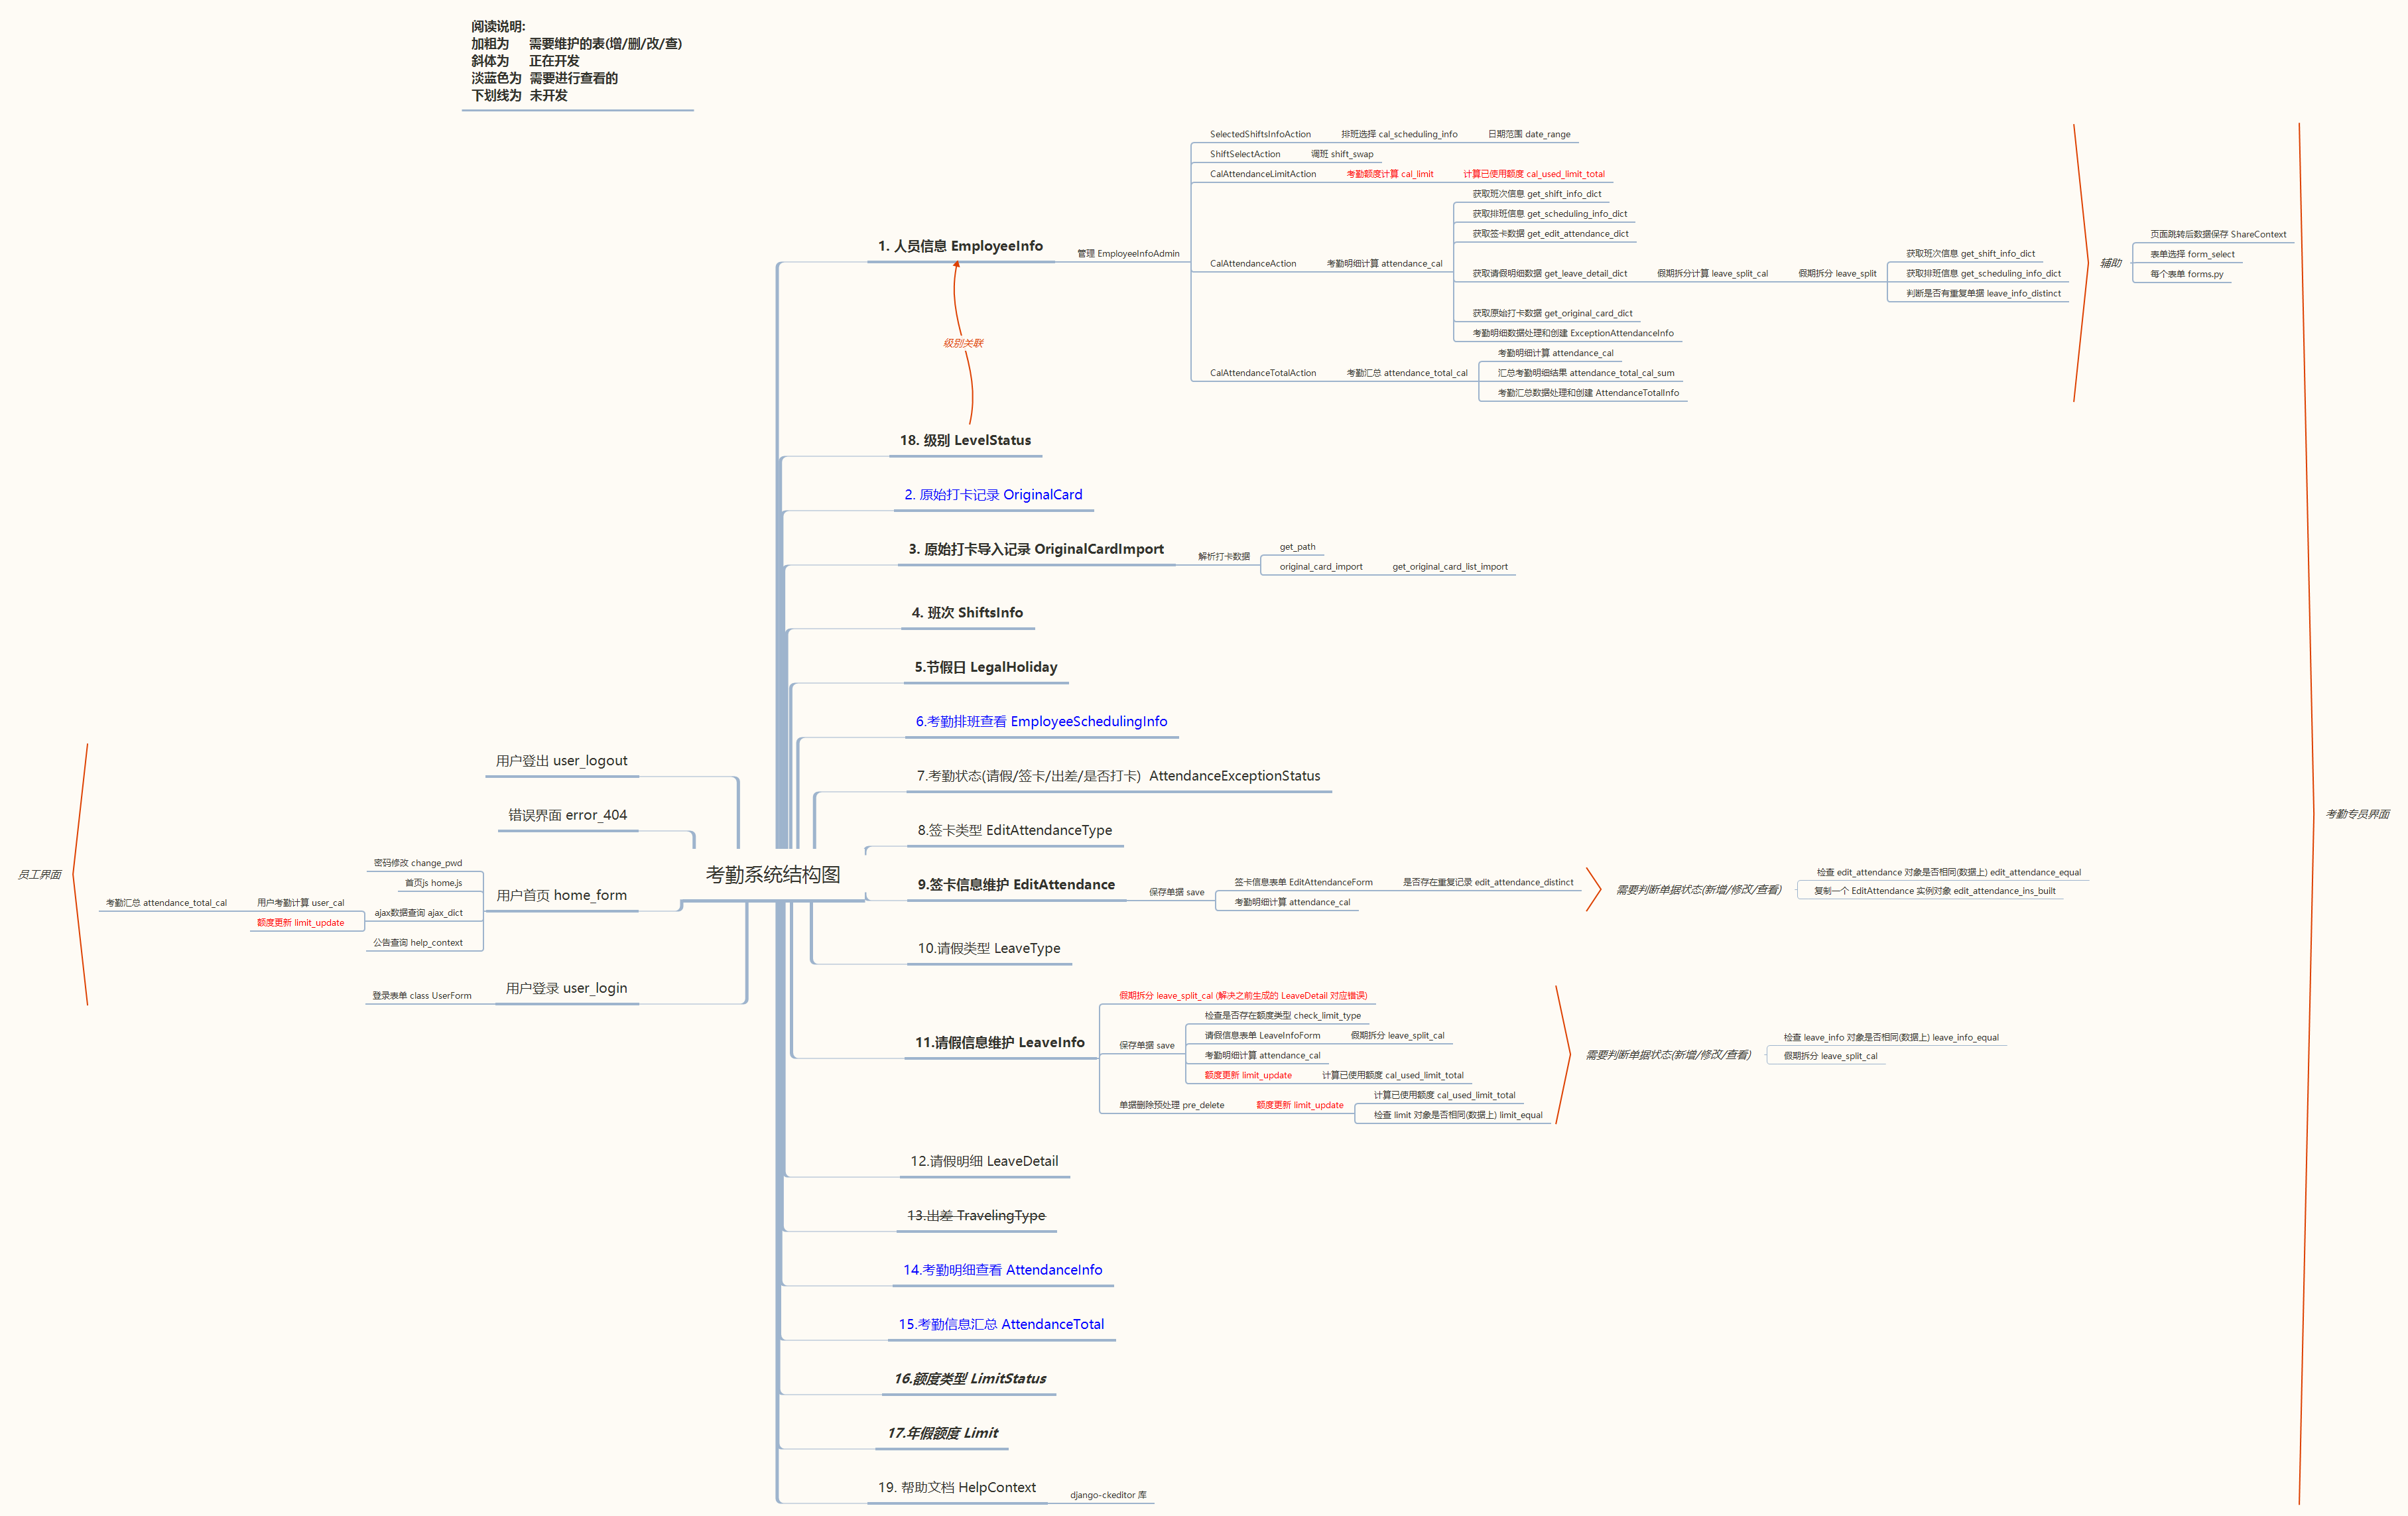 阅读说明:
加粗为 需要维护的表(增/删/改/查)
斜体为 正在开发
淡蓝色为 需要进行查看的
下划线为 未开发
考勤系统结构图
1. 人员信息 EmployeeInfo
管理 EmployeeInfoAdmin
SelectedShiftsInfoAction
排班选择 cal_scheduling_info
日期范围 date_range
ShiftSelectAction
调班 shift_swap
CalAttendanceLimitAction
考勤额度计算 cal_limit
计算已使用额度 cal_used_limit_total
CalAttendanceAction
考勤明细计算 attendance_cal
获取班次信息 get_shift_info_dict
获取排班信息 get_scheduling_info_dict
获取签卡数据 get_edit_attendance_dict
获取请假明细数据 get_leave_detail_dict
假期拆分计算 leave_split_cal
假期拆分 leave_split
获取班次信息 get_shift_info_dict
获取排班信息 get_scheduling_info_dict
判断是否有重复单据 leave_info_distinct
获取原始打卡数据 get_original_card_dict
考勤明细数据处理和创建 ExceptionAttendanceInfo
CalAttendanceTotalAction
考勤汇总 attendance_total_cal
考勤明细计算 attendance_cal
汇总考勤明细结果 attendance_total_cal_sum
考勤汇总数据处理和创建 AttendanceTotalInfo
辅助
页面跳转后数据保存 ShareContext
表单选择 form_select
每个表单 forms.py
级别关联
18. 级别 LevelStatus
2. 原始打卡记录 OriginalCard
3. 原始打卡导入记录 OriginalCardImport
解析打卡数据
get_path
original_card_import
get_original_card_list_import
4. 班次 ShiftsInfo
5.节假日 LegalHoliday
6.考勤排班查看 EmployeeSchedulingInfo
7.考勤状态(请假/签卡/出差/是否打卡) AttendanceExceptionStatus
8.签卡类型 EditAttendanceType
9.签卡信息维护 EditAttendance
保存单据 save
签卡信息表单 EditAttendanceForm
是否存在重复记录 edit_attendance_distinct
考勤明细计算 attendance_cal
需要判断单据状态(新增/修改/查看)
检查 edit_attendance 对象是否相同(数据上) edit_attendance_equal
复制一个 EditAttendance 实例对象 edit_attendance_ins_built
10.请假类型 LeaveType
11.请假信息维护 LeaveInfo
假期拆分 leave_split_cal (解决之前生成的 LeaveDetail 对应错误)
保存单据 save
检查是否存在额度类型 check_limit_type
请假信息表单 LeaveInfoForm
假期拆分 leave_split_cal
考勤明细计算 attendance_cal
额度更新 limit_update
计算已使用额度 cal_used_limit_total
单据删除预处理 pre_delete
额度更新 limit_update
计算已使用额度 cal_used_limit_total
检查 limit 对象是否相同(数据上) limit_equal
需要判断单据状态(新增/修改/查看)
检查 leave_info 对象是否相同(数据上) leave_info_equal
假期拆分 leave_split_cal
12.请假明细 LeaveDetail
13.出差 TravelingType
14.考勤明细查看 AttendanceInfo
15.考勤信息汇总 AttendanceTotal
16.额度类型 LimitStatus
17.年假额度 Limit
19. 帮助文档 HelpContext
django-ckeditor 库
考勤专员界面
用户登出 user_logout
错误界面 error_404
用户首页 home_form
密码修改 change_pwd
首页js home.js
ajax数据查询 ajax_dict
用户考勤计算 user_cal
考勤汇总 attendance_total_cal
额度更新 limit_update
公告查询 help_context
用户登录 user_login
登录表单 class UserForm
员工界面